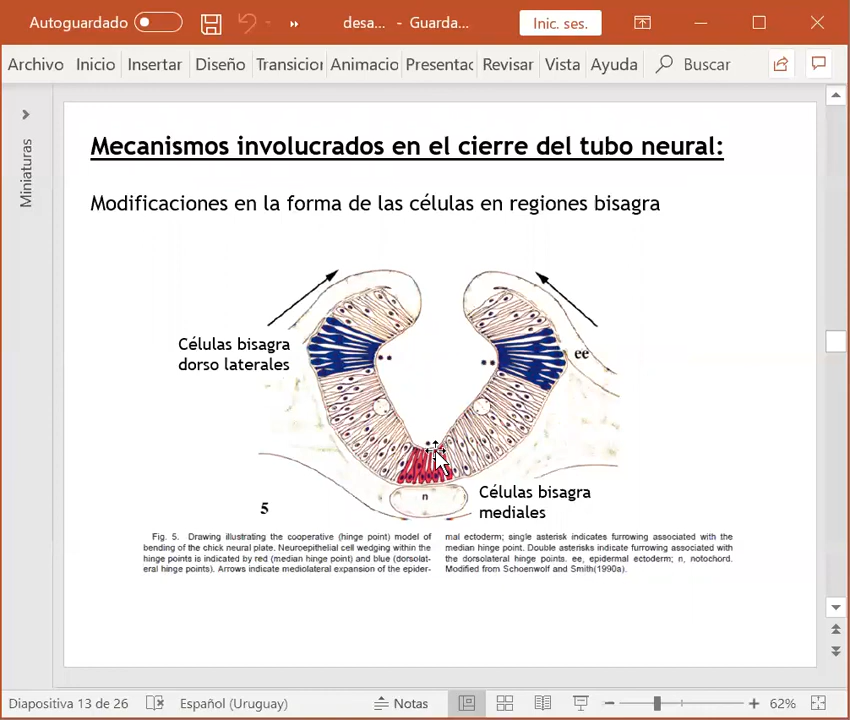 Autoguardado
desa... - Guarda...
Inic. ses.
Archivo Inicio Insertar Diseño Transicior Animacio Presentac Revisar Vista Ayuda Buscar
Miniaturas
Mecanismos involucrados en el cierre del tubo neural:
Modificaciones en la forma de las células en regiones bisagra
Células bisagra
dorso laterales
ee
n
Células bisagra
mediales
5
Fig. 5. Drawing illustrating the cooperative (hinge point) model of
bending of the chick neural plate. Neuroepithelial cell wedging within the
hinge points is indicated by red (median hinge point) and blue (dorsolat-
eral hinge points). Arrows indicate mediolateral expansion of the epider-
mal ectoderm; single asterisk indicates furrowing associated with the
median hinge point. Double asterisks indicate furrowing associated with
the dorsolateral hinge points. ee, epidermal ectoderm; n, notochord.
Modified from Schoenwolf and Smith(1990a).
Diapositiva 13 de 26 Español (Uruguay) Notas 62%